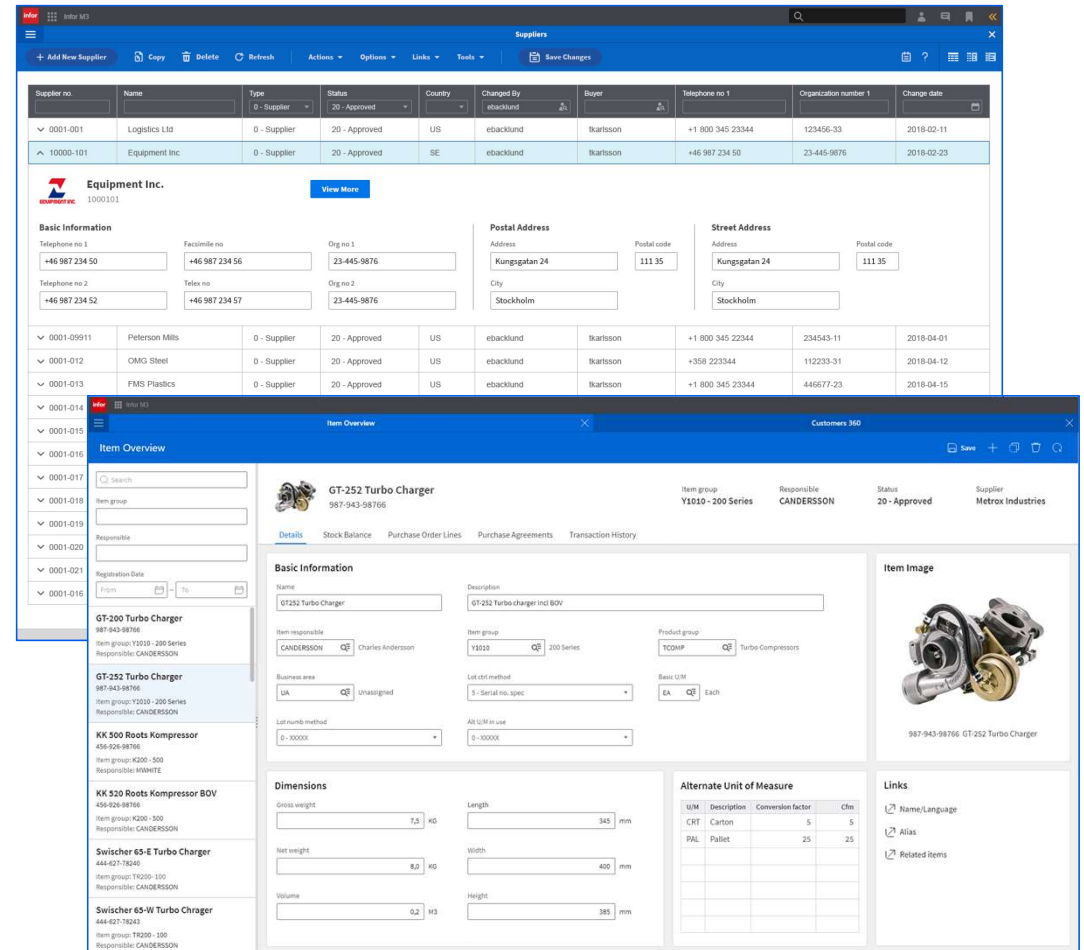 infor Infor M3
Suppliers
Add New Supplier Copy Delete Refresh Actions Options Links Tools Save Changes
Supplier no. Name Type Status Country Changed By Buyer Telephone no 1 Organization number 1 Change date
0 - Supplier 20 - Approved ebacklund
0001-001 Logistics Ltd 0 - Supplier 20 - Approved US ebacklund tkarlsson +1 800 345 23344 123456-33 2018-02-11
10000-101 Equipment Inc 0 - Supplier 20 - Approved SE ebacklund tkarlsson +46 987 234 50 23-445-9876 2018-02-23
EQUIPMENT INC
Equipment Inc.
1000101
View More
Basic Information Postal Address Street Address
Telephone no 1 Facsimile no Org no 1 Address Postal code Address Postal code
+46 987 234 50 +46 987 234 56 23-445-9876 Kungsgatan 24 111 35 Kungsgatan 24 111 35
Telephone no 2 Telex no Org no 2 City City
+46 987 234 52 +46 987 234 57 23-445-9876 Stockholm Stockholm
0001-09911 Peterson Mills 0 - Supplier 20 - Approved US ebacklund tkarlsson +1 800 345 22344 234543-11 2018-04-01
0001-012 OMG Steel 0 - Supplier 20 - Approved US ebacklund tkarlsson +358 223344 112233-31 2018-04-12
0001-013 FMS Plastics 0 - Supplier 20 - Approved US ebacklund tkarlsson +1 800 345 23344 446677-23 2018-04-15
0001-014
0001-015
0001-016
0001-017
0001-018
0001-019
0001-020
0001-021
0001-016
infor Infor M3
Item Overview Customers 360
Item Overview Save
Search
Item group
Responsible
Registration Date
From - To
GT-200 Turbo Charger
987-943-98766
Item group: Y1010 - 200 Series
Responsible: CANDERSSON
GT-252 Turbo Charger
987-943-98766
Item group: Y1010 - 200 Series
Responsible: CANDERSSON
KK 500 Roots Kompressor
456-926-98766
Item group: K200 - 500
Responsible: MWHITE
KK 520 Roots Kompressor BOV
456-926-98766
Item group: K200 - 500
Responsible: CANDERSSON
Swischer 65-E Turbo Charger
444-627-78240
Item group: TR200- 100
Responsible: CANDERSSON
Swischer 65-W Turbo Chrager
444-627-78243
Item group: TR200 - 100
Responsible: CANDERSSON
GT-252 Turbo Charger
987-943-98766
Item group Responsible Status Supplier
Y1010 - 200 Series CANDERSSON 20 - Approved Metrox Industries
Details Stock Balance Purchase Order Lines Purchase Agreements Transaction History
Basic Information
Name Description
GT252 Turbo Charger GT-252 Turbo charger incl BOV
Item responsible Item group Product group
CANDERSSON Charles Andersson Y1010 200 Series TCOMP Turbo Compressors
Business area Lot ctrl method Basic U/M
UA Unassigned 5 - Serial no. spec EA Each
Lot numb method Alt U/M in use
0 - XXXXX 0 - XXXXX
Item Image
987-943-98766 GT-252 Turbo Charger
Dimensions
Gross weight Length
7,5 KG 345 mm
Net weight Width
8,0 KG 400 mm
Volume Height
0,2 M3 385 mm
Alternate Unit of Measure
U/M Description Conversion factor Cfm
CRT Carton 5 5
PAL Pallet 25 25
Links
Name/Language
Alias
Related items